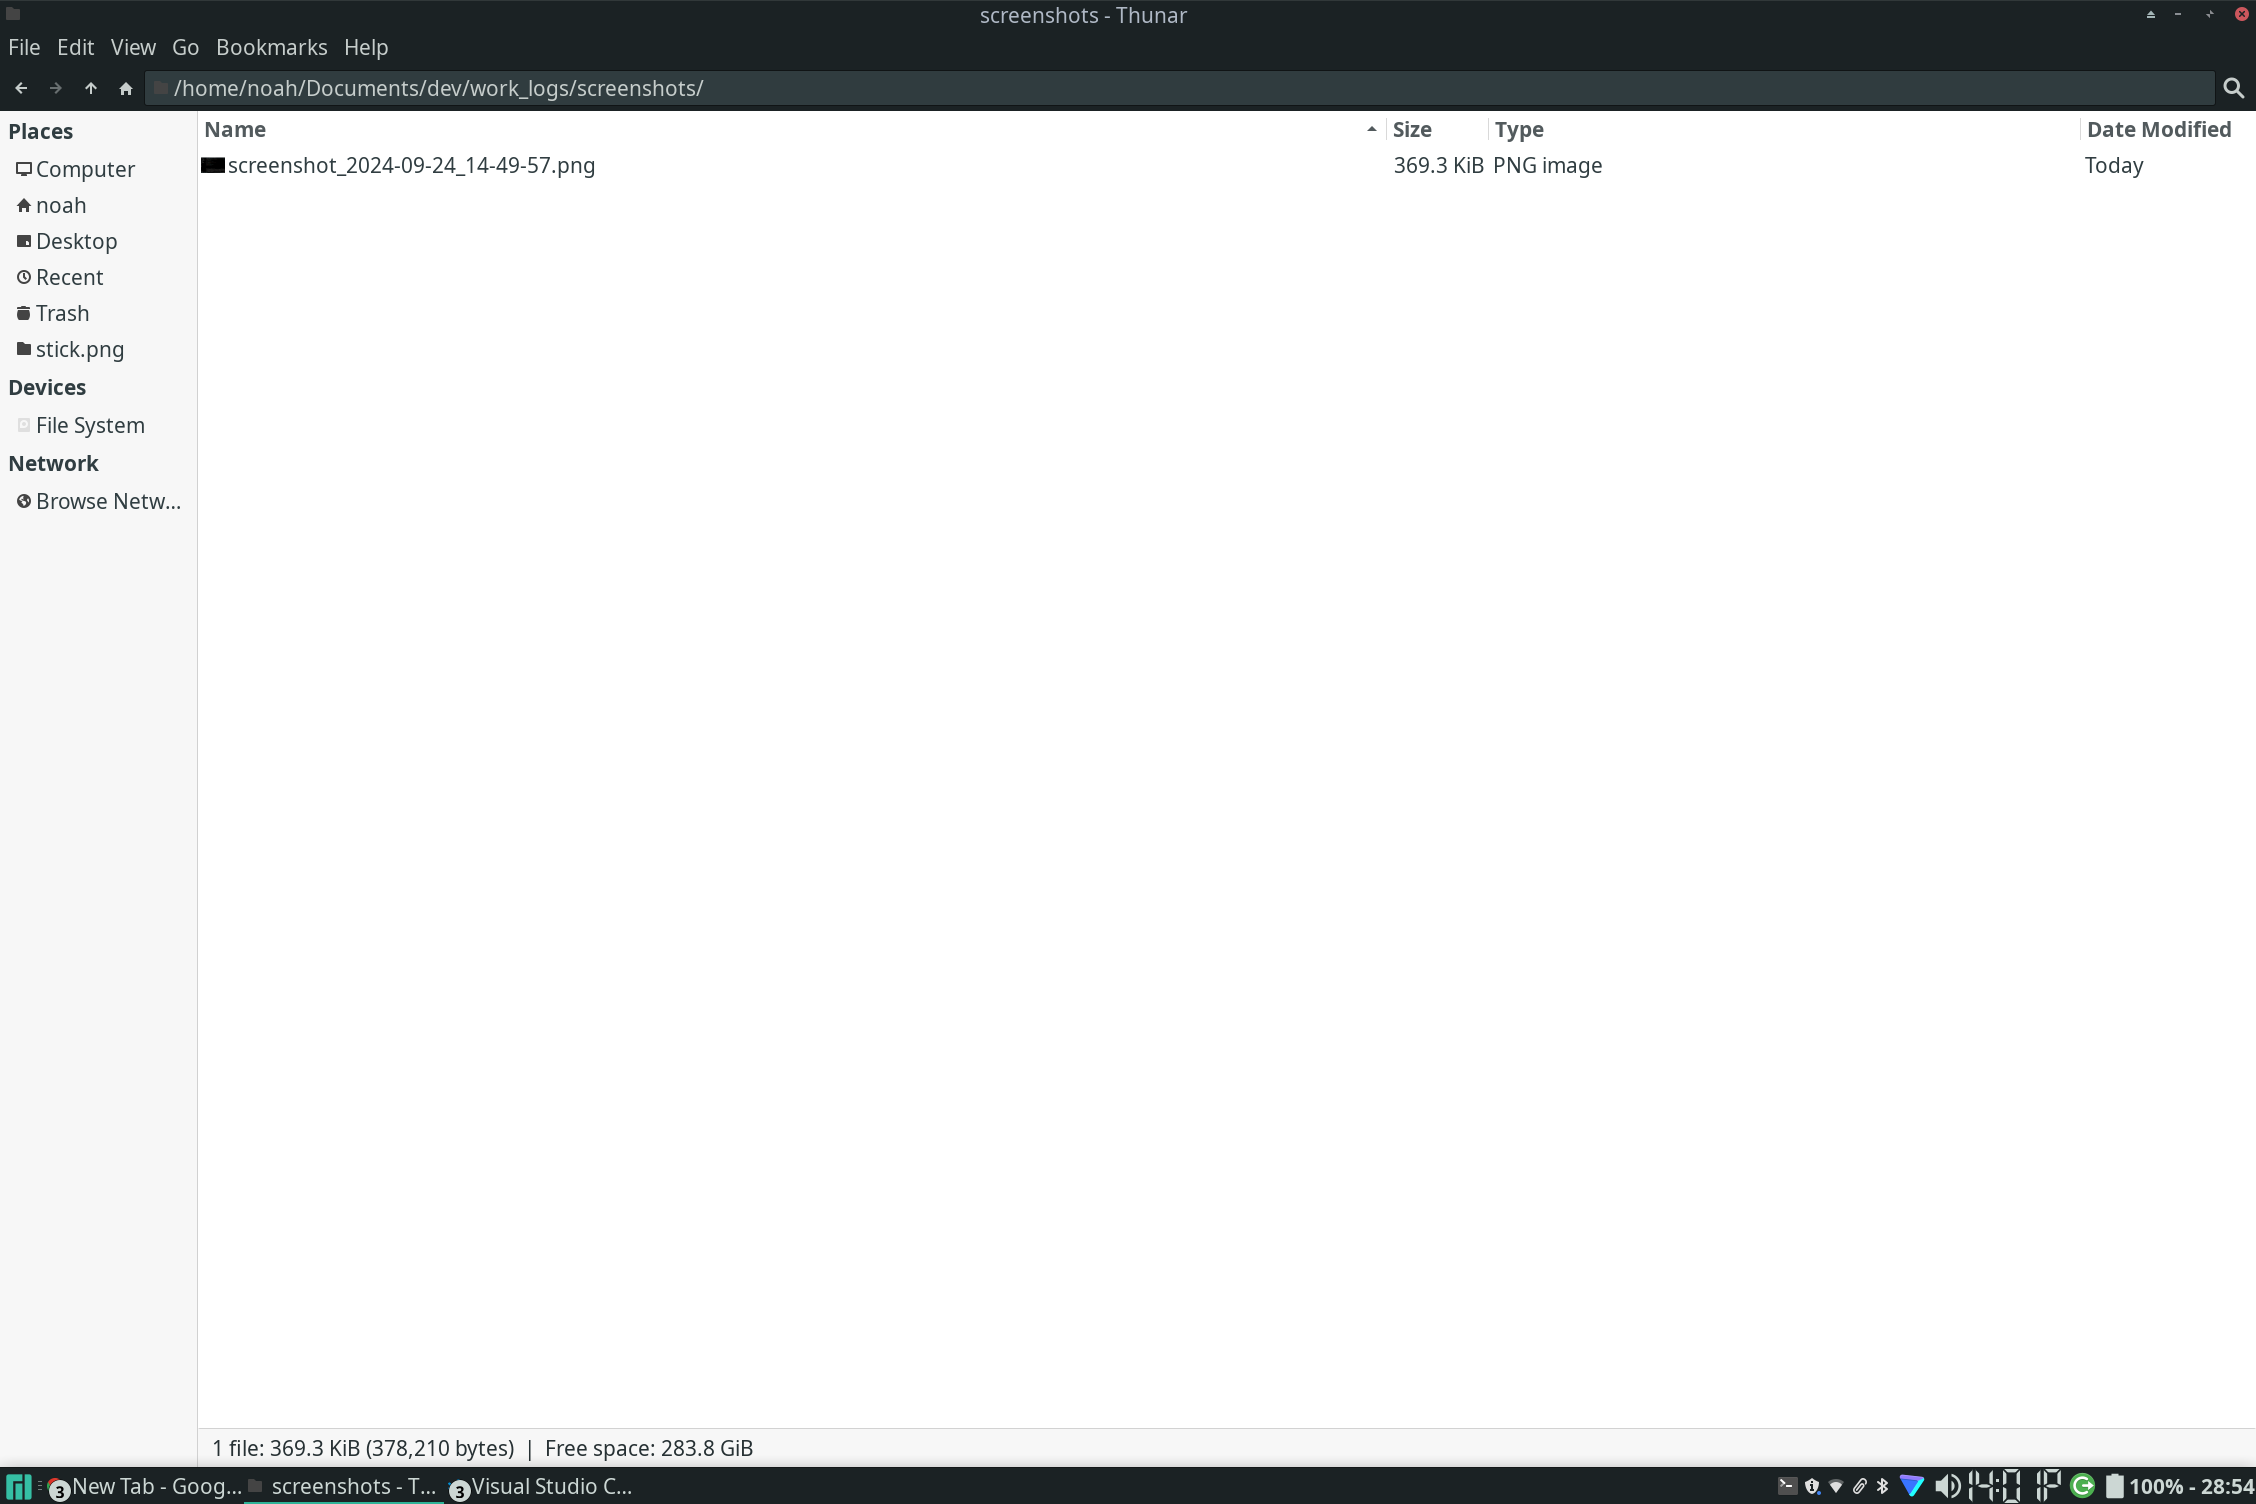 screenshots - Thunar
File Edit View Go Bookmarks Help
/home/noah/Documents/dev/work_logs/screenshots/
Places
Computer
noah
Desktop
Recent
Trash
stick.png
Devices
File System
Network
Browse Netw...
Name Size Type Date Modified
screenshot_2024-09-24_14-49-57.png 369.3 KiB PNG image Today
1 file: 369.3 KiB (378,210 bytes) | Free space: 283.8 GiB
3 New Tab - Goog... screenshots - T... 3 Visual Studio C... 100% - 28:54